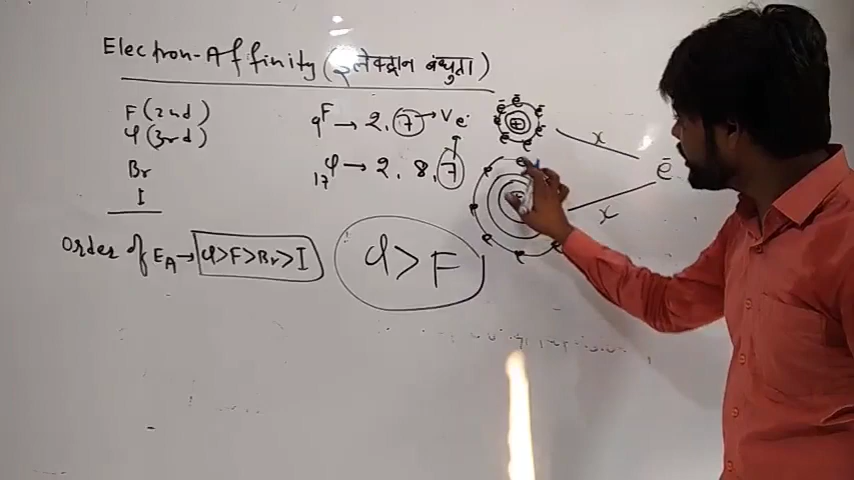 Electron-Affinity (इलेक्ट्रान बंधुता)
F (2nd)
Cl (3rd)
Br
I
9F → 2, 7 → Ve⁻
17Cl → 2, 8, 7
Order of EA → Cl>F>Br>I
Cl > F
ē ē ē ē ē ē ē
+
x
ē
x
ē ē ē ē ē ē
+